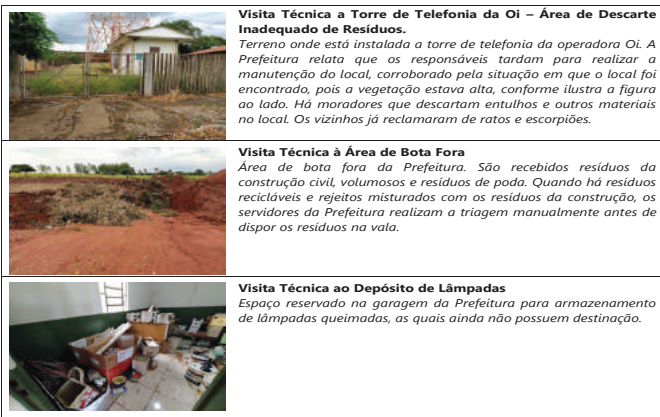 Visita Técnica a Torre de Telefonia da Oi – Área de Descarte
Inadequado de Resíduos.
Terreno onde está instalada a torre de telefonia da operadora Oi. A
Prefeitura relata que os responsáveis tardam para realizar a
manutenção do local, corroborado pela situação em que o local foi
encontrado, pois a vegetação estava alta, conforme ilustra a figura
ao lado. Há moradores que descartam entulhos e outros materiais
no local. Os vizinhos já reclamaram de ratos e escorpiões.
Visita Técnica à Área de Bota Fora
Área de bota fora da Prefeitura. São recebidos resíduos da
construção civil, volumosos e resíduos de poda. Quando há resíduos
recicláveis e rejeitos misturados com os resíduos da construção, os
servidores da Prefeitura realizam a triagem manualmente antes de
dispor os resíduos na vala.
Visita Técnica ao Depósito de Lâmpadas
Espaço reservado na garagem da Prefeitura para armazenamento
de lâmpadas queimadas, as quais ainda não possuem destinação.